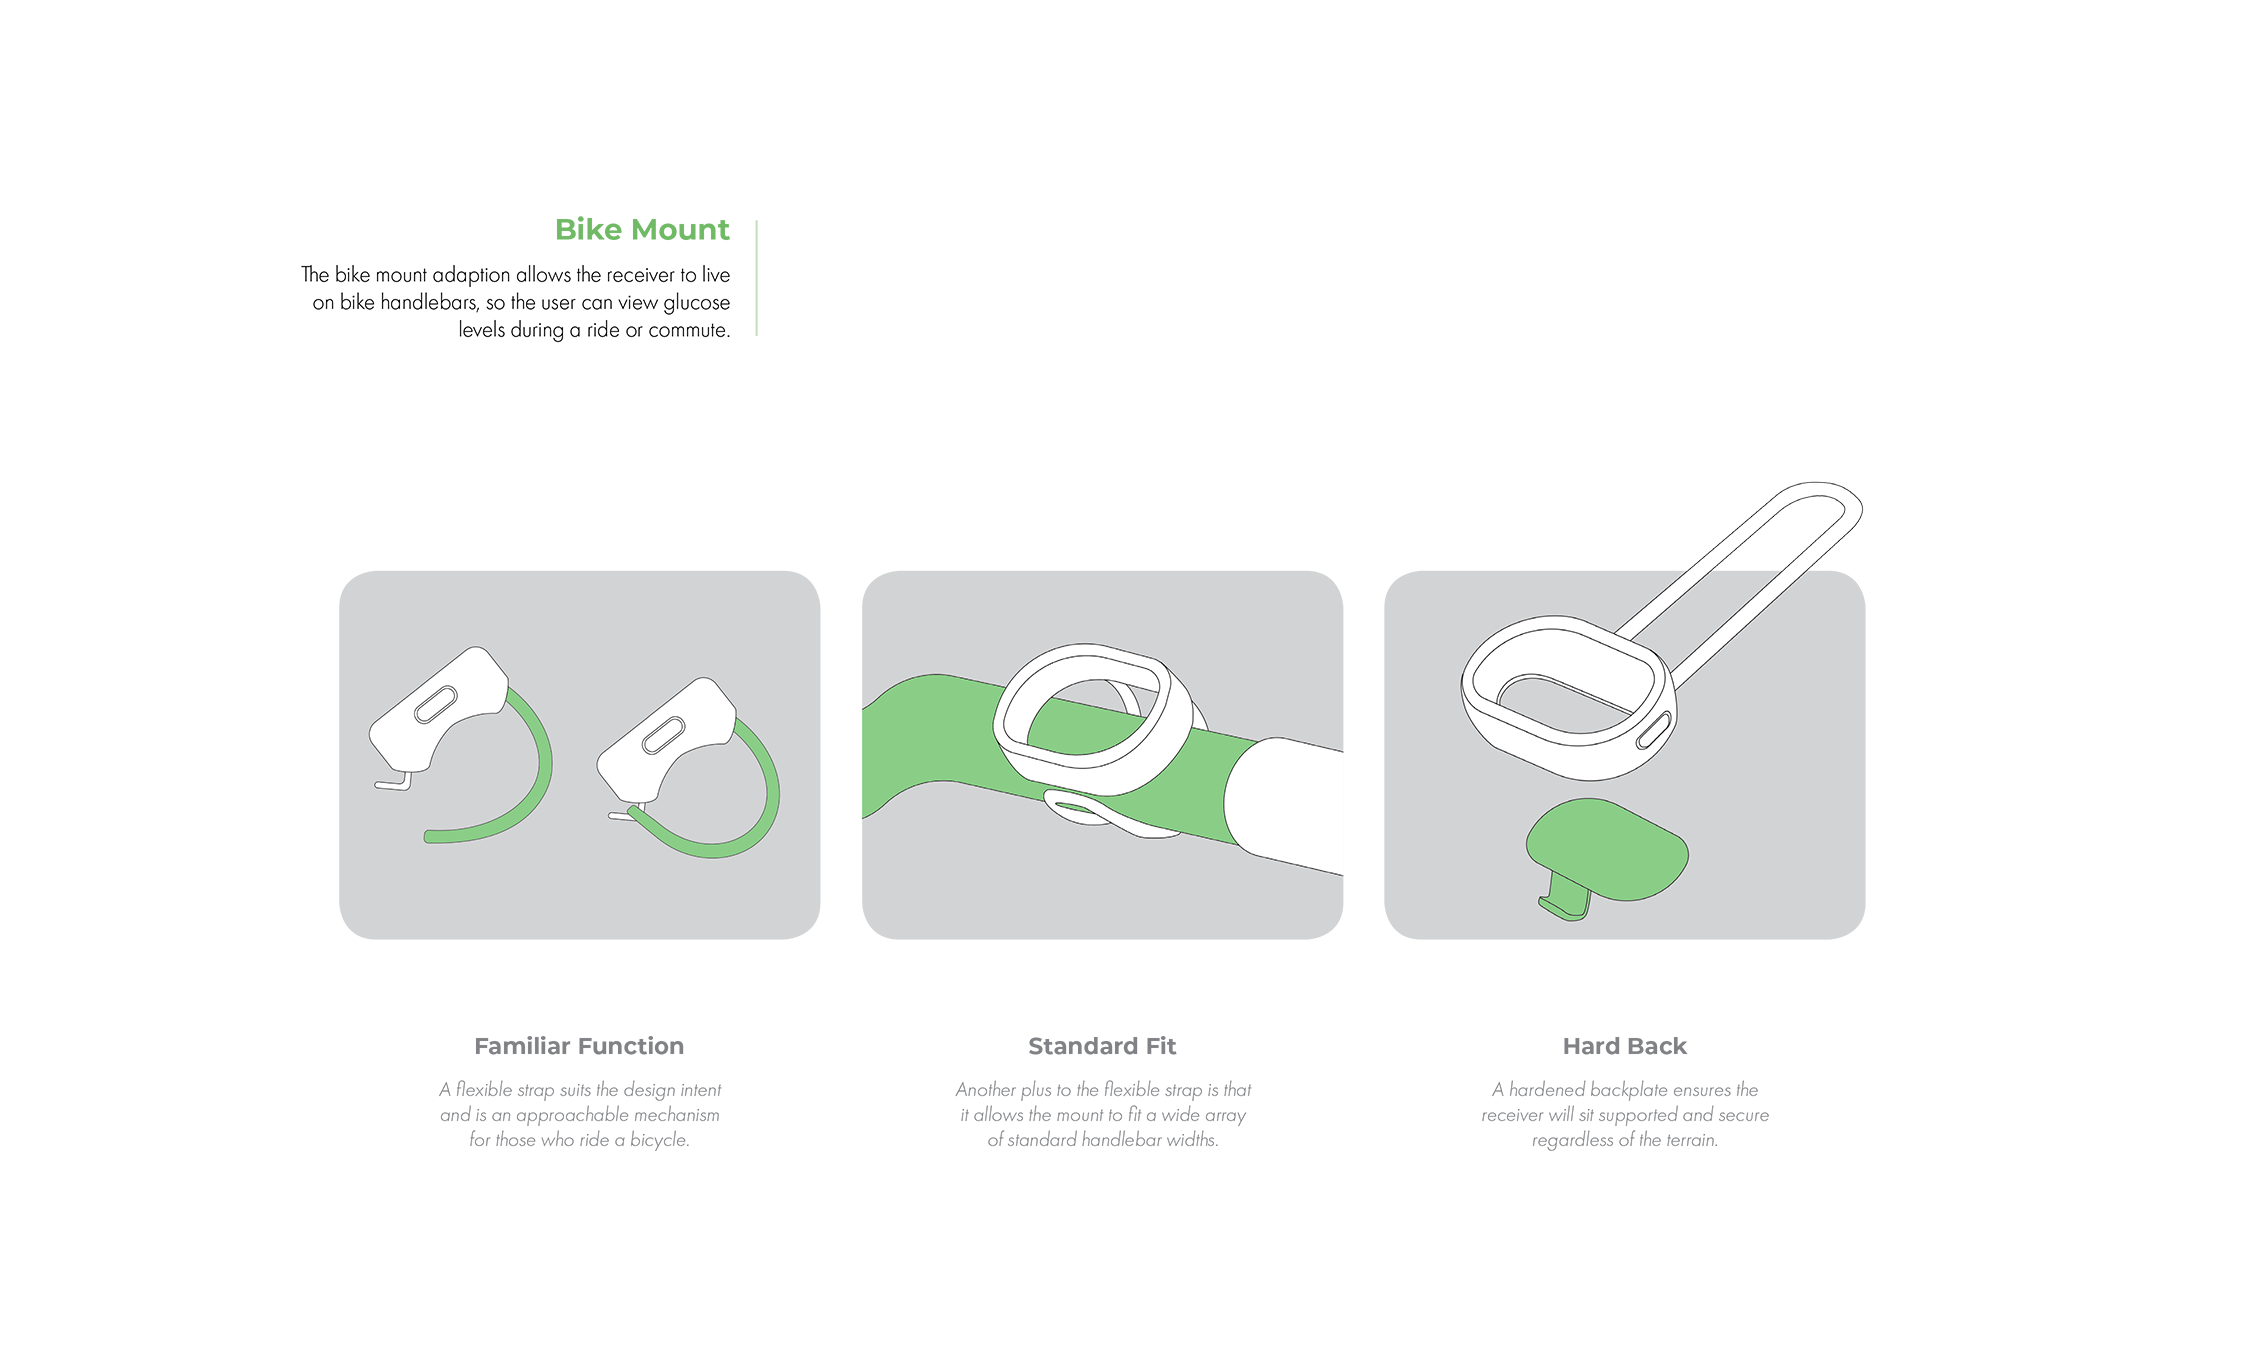 Bike Mount
The bike mount adaption allows the receiver to live
on bike handlebars, so the user can view glucose
levels during a ride or commute.
Familiar Function
A flexible strap suits the design intent
and is an approachable mechanism
for those who ride a bicycle.
Standard Fit
Another plus to the flexible strap is that
it allows the mount to fit a wide array
of standard handlebar widths.
Hard Back
A hardened backplate ensures the
receiver will sit supported and secure
regardless of the terrain.